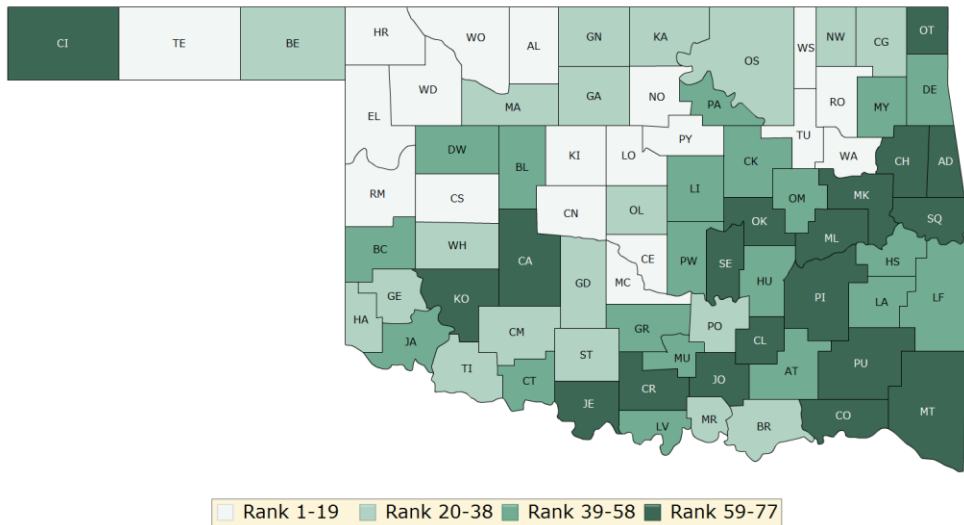 HR WO AL GN KA WS NW CG OT
CI TE BE OS
WD NO RO MY DE
MA GA PA
EL
PY TU
DW BL KI LO CK WA CH AD
RM CS CN OL LI OM MK
OK SQ
BC WH CA CE PW SE ML HS
KO GE GD MC HU PI LA LF
HA PO
JA CM GR CL
TI ST MU AT PU
CT JE CR JO MT
LV MR BR CO
Rank 1-19 Rank 20-38 Rank 39-58 Rank 59-77